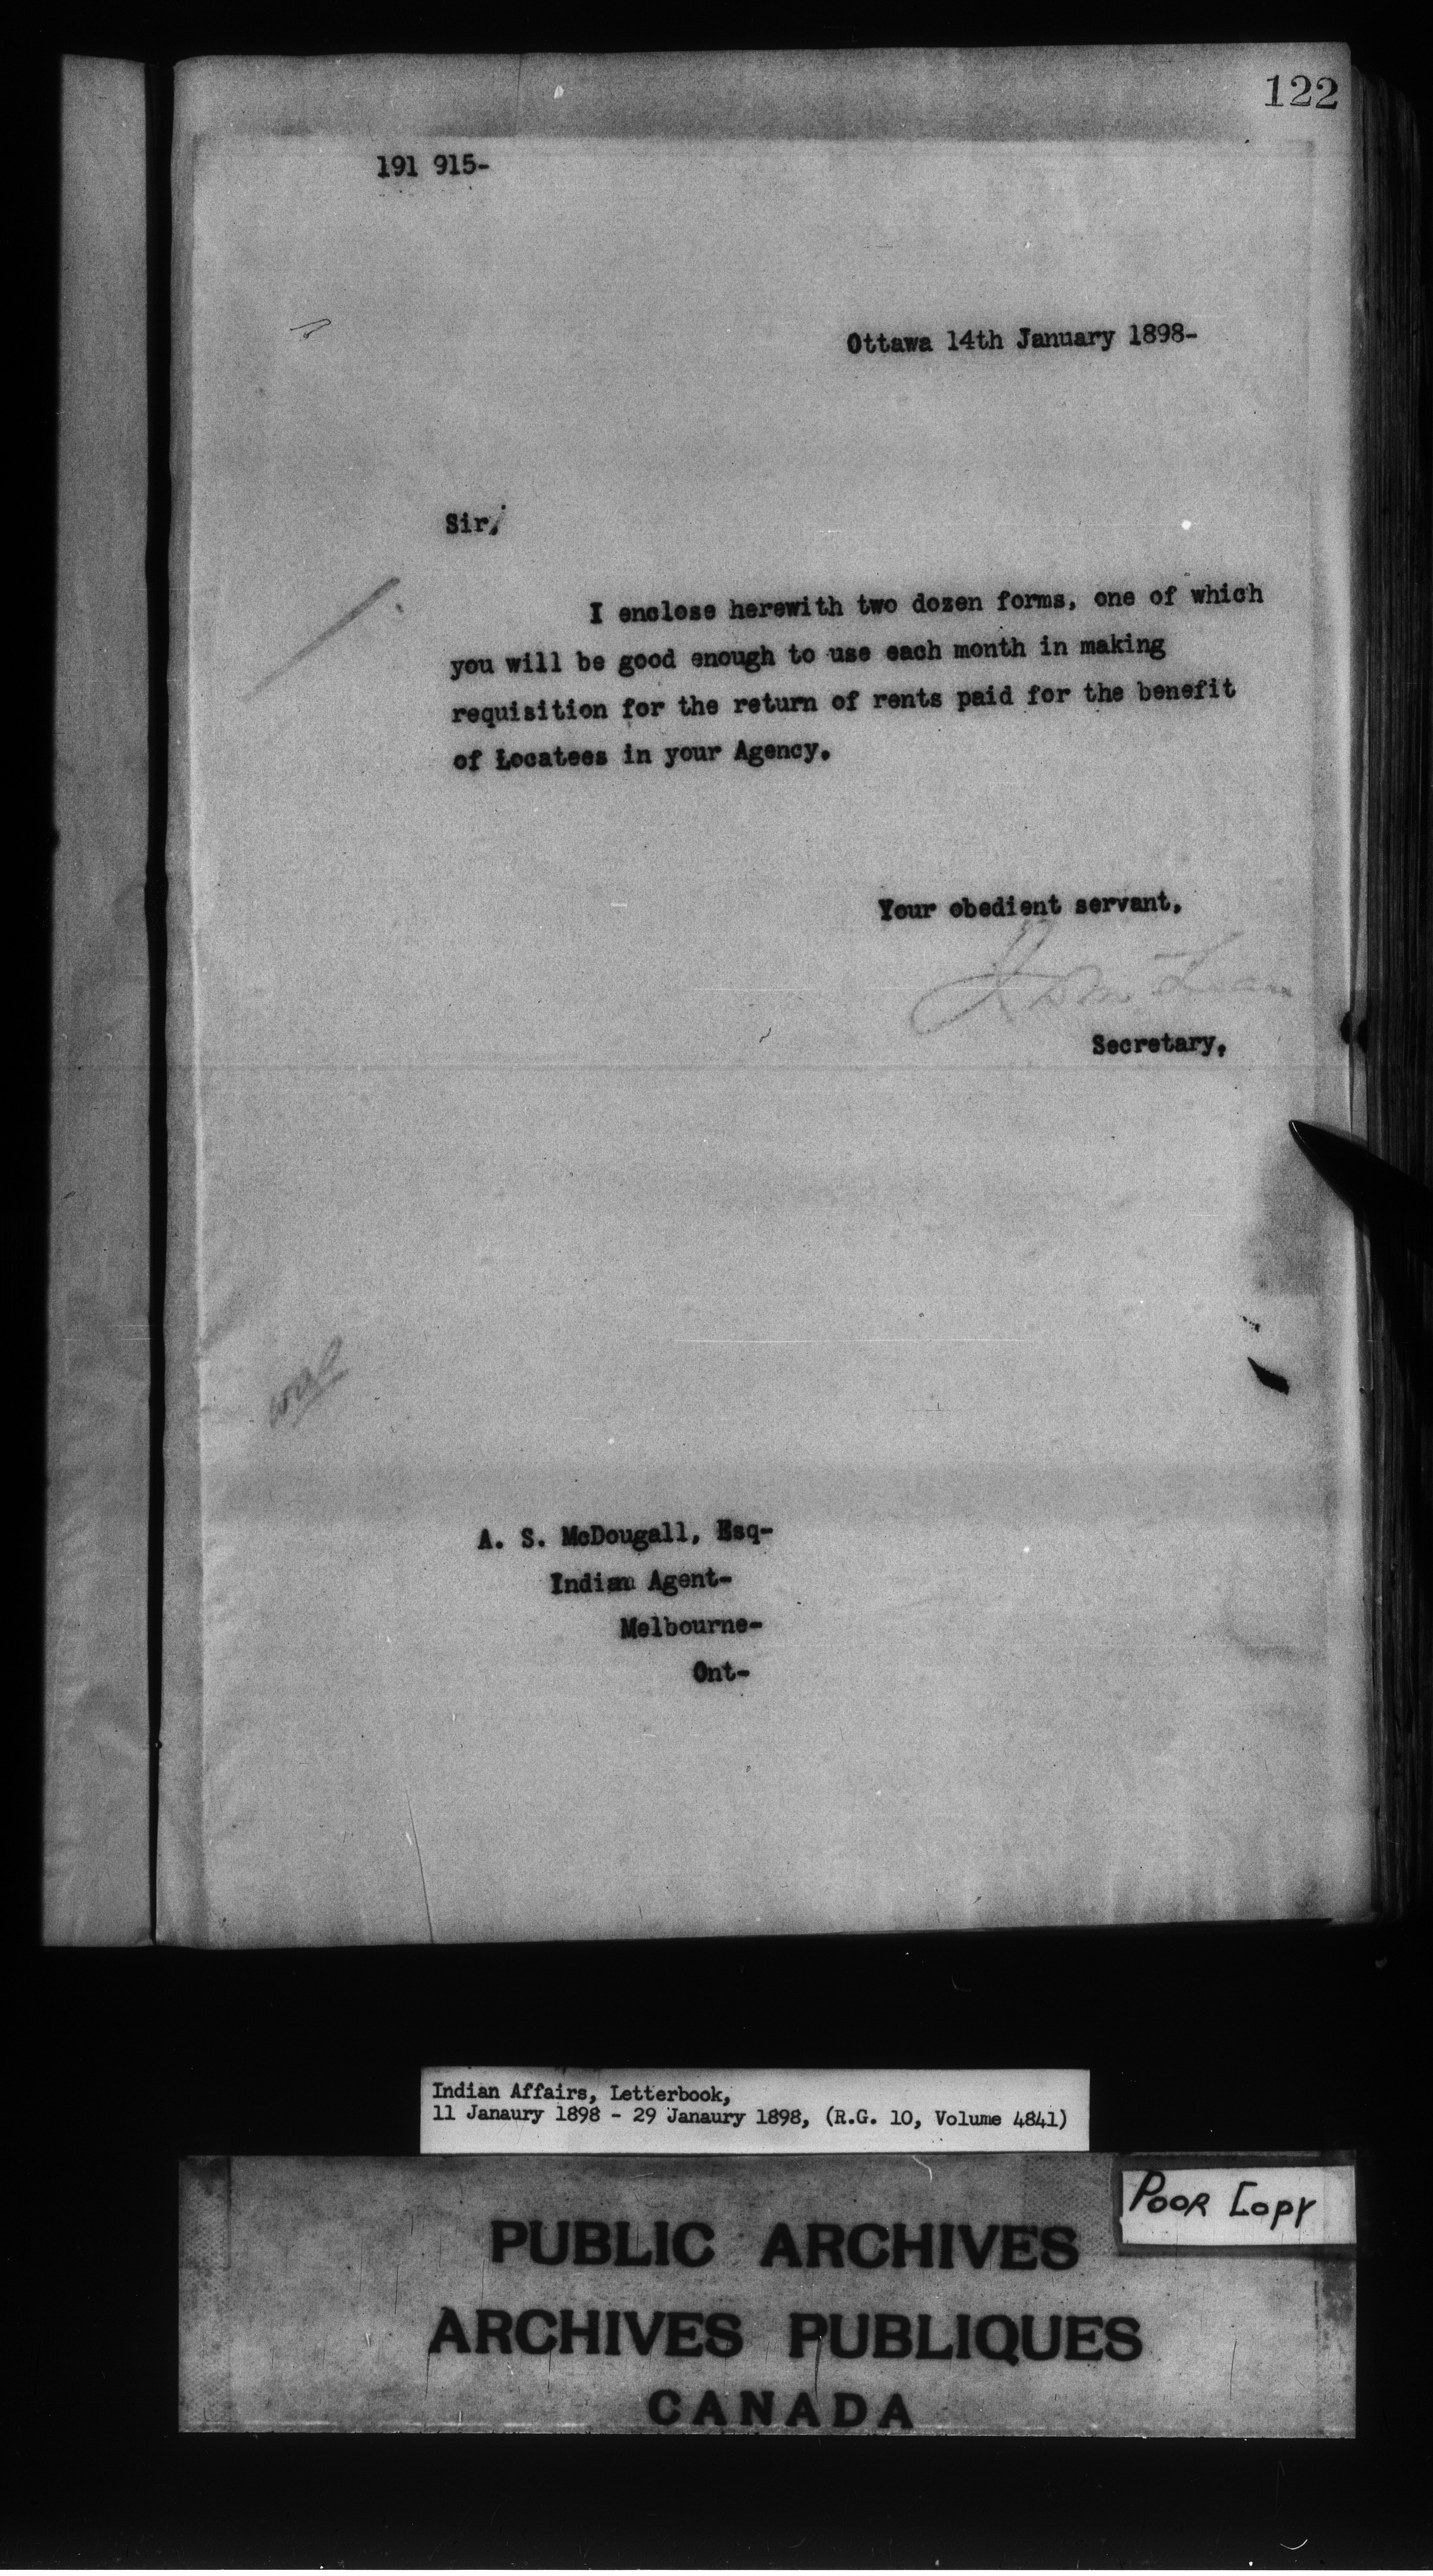 122
191 915-
Ottawa 14th January 1898-
Sir,
I enclose herewith two dozen forms, one of which
you will be good enough to use each month in making
requisition for the return of rents paid for the benefit
of Locatees in your Agency.
Your obedient servant,
J D McLean
Secretary.
A. S. McDougall, Esq-
Indian Agent-
Melbourne-
Ont-
Indian Affairs, Letterbook,
11 Janaury 1898 - 29 Janaury 1898, (R.G. 10, Volume 4841)
POOR COPY
PUBLIC ARCHIVES
ARCHIVES PUBLIQUES
CANADA